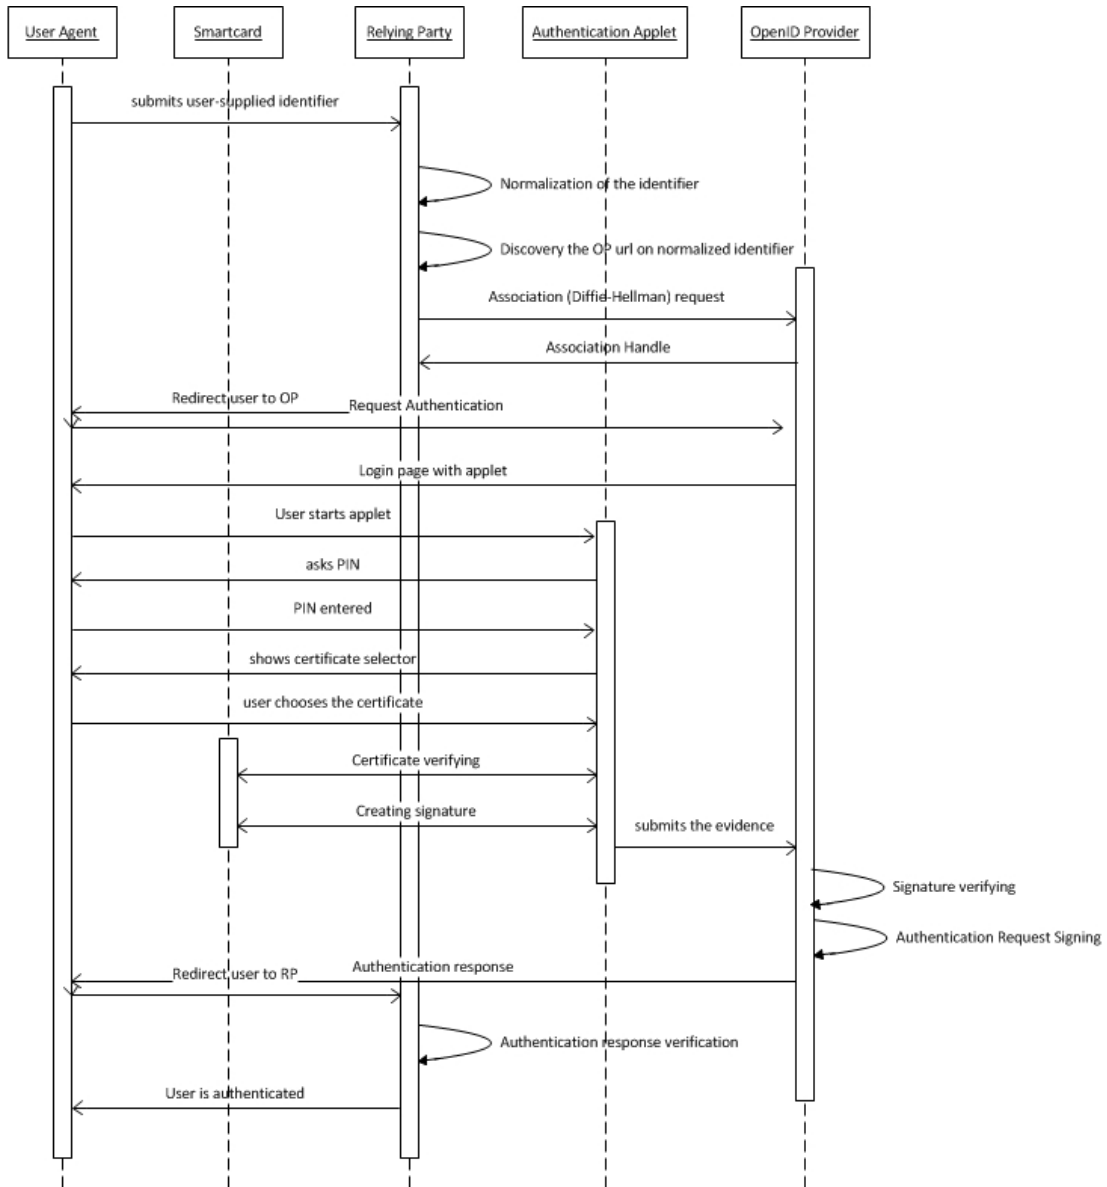 User Agent
Smartcard
Relying Party
Authentication Applet
OpenID Provider
submits user-supplied identifier
Normalization of the identifier
Discovery the OP url on normalized identifier
Association (Diffie-Hellman) request
Association Handle
Redirect user to OP
Request Authentication
Login page with applet
User starts applet
asks PIN
PIN entered
shows certificate selector
user chooses the certificate
Certificate verifying
Creating signature
submits the evidence
Signature verifying
Authentication Request Signing
Authentication response
Redirect user to RP
Authentication response verification
User is authenticated